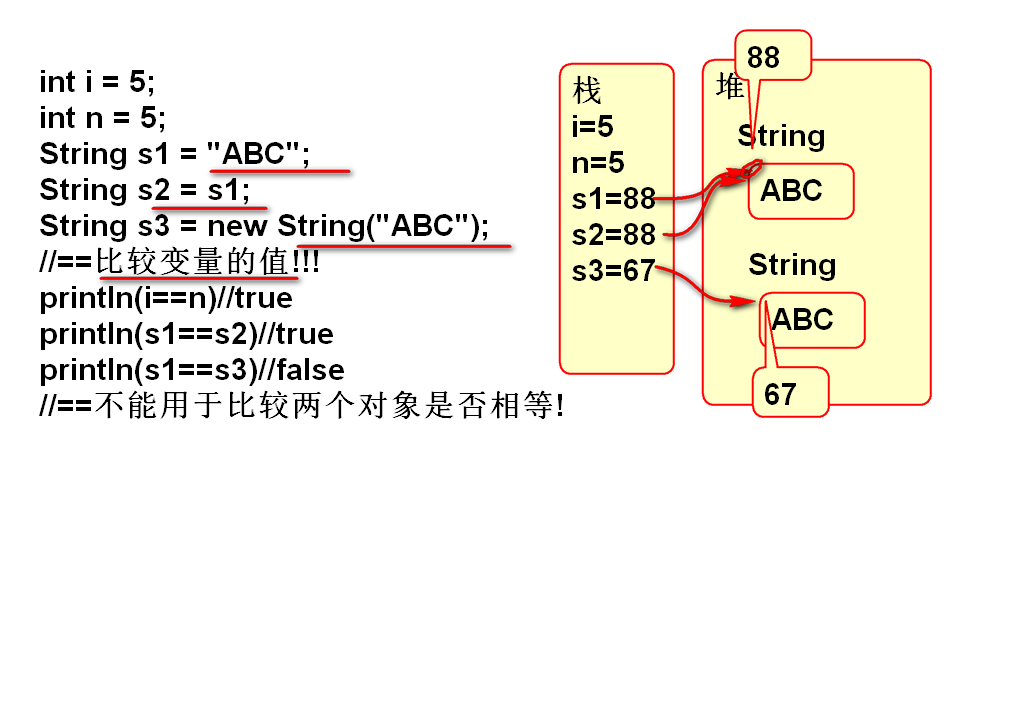 int i = 5;
int n = 5;
String s1 = "ABC";
String s2 = s1;
String s3 = new String("ABC");
//==比较变量的值!!!
println(i==n)//true
println(s1==s2)//true
println(s1==s3)//false
//==不能用于比较两个对象是否相等!
栈
i=5
n=5
s1=88
s2=88
s3=67
88
堆
String
ABC
String
ABC
67